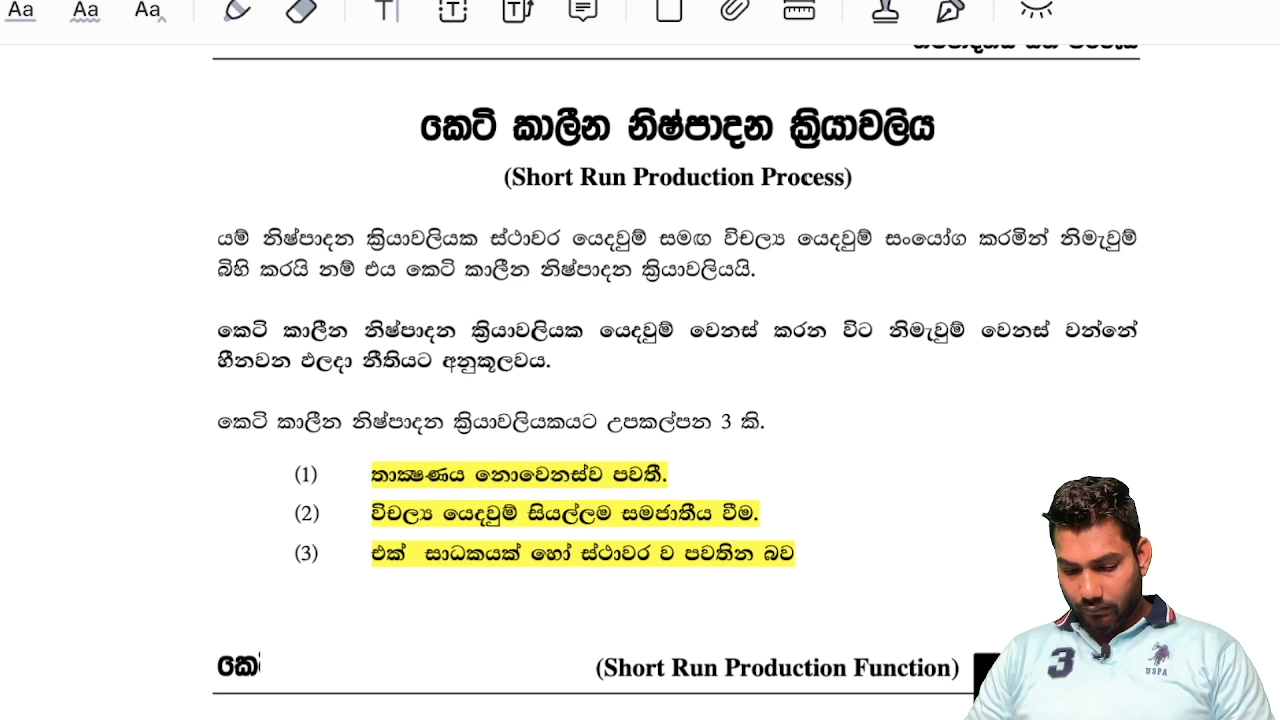 Aa Aa Aa T T T
කෙටි කාලීන නිෂ්පාදන ක්‍රියාවලිය
(Short Run Production Process)
යම් නිෂ්පාදන ක්‍රියාවලියක ස්ථාවර යෙදවුම් සමඟ විචල්‍ය යෙදවුම් සංයෝග කරමින් නිමැවුම්
බිහි කරයි නම් එය කෙටි කාලීන නිෂ්පාදන ක්‍රියාවලියයි.
කෙටි කාලීන නිෂ්පාදන ක්‍රියාවලියක යෙදවුම් වෙනස් කරන විට නිමැවුම් වෙනස් වන්නේ
හීනවන ඵලදා නීතියට අනුකූලවය.
කෙටි කාලීන නිෂ්පාදන ක්‍රියාවලියකයට උපකල්පන 3 කි.
(1) තාක්‍ෂණය නොවෙනස්ව පවතී.
(2) විචල්‍ය යෙදවුම් සියල්ලම සමජාතීය වීම.
(3) එක් සාධකයක් හෝ ස්ථාවර ව පවතින බව
(Short Run Production Function)
3
USPA